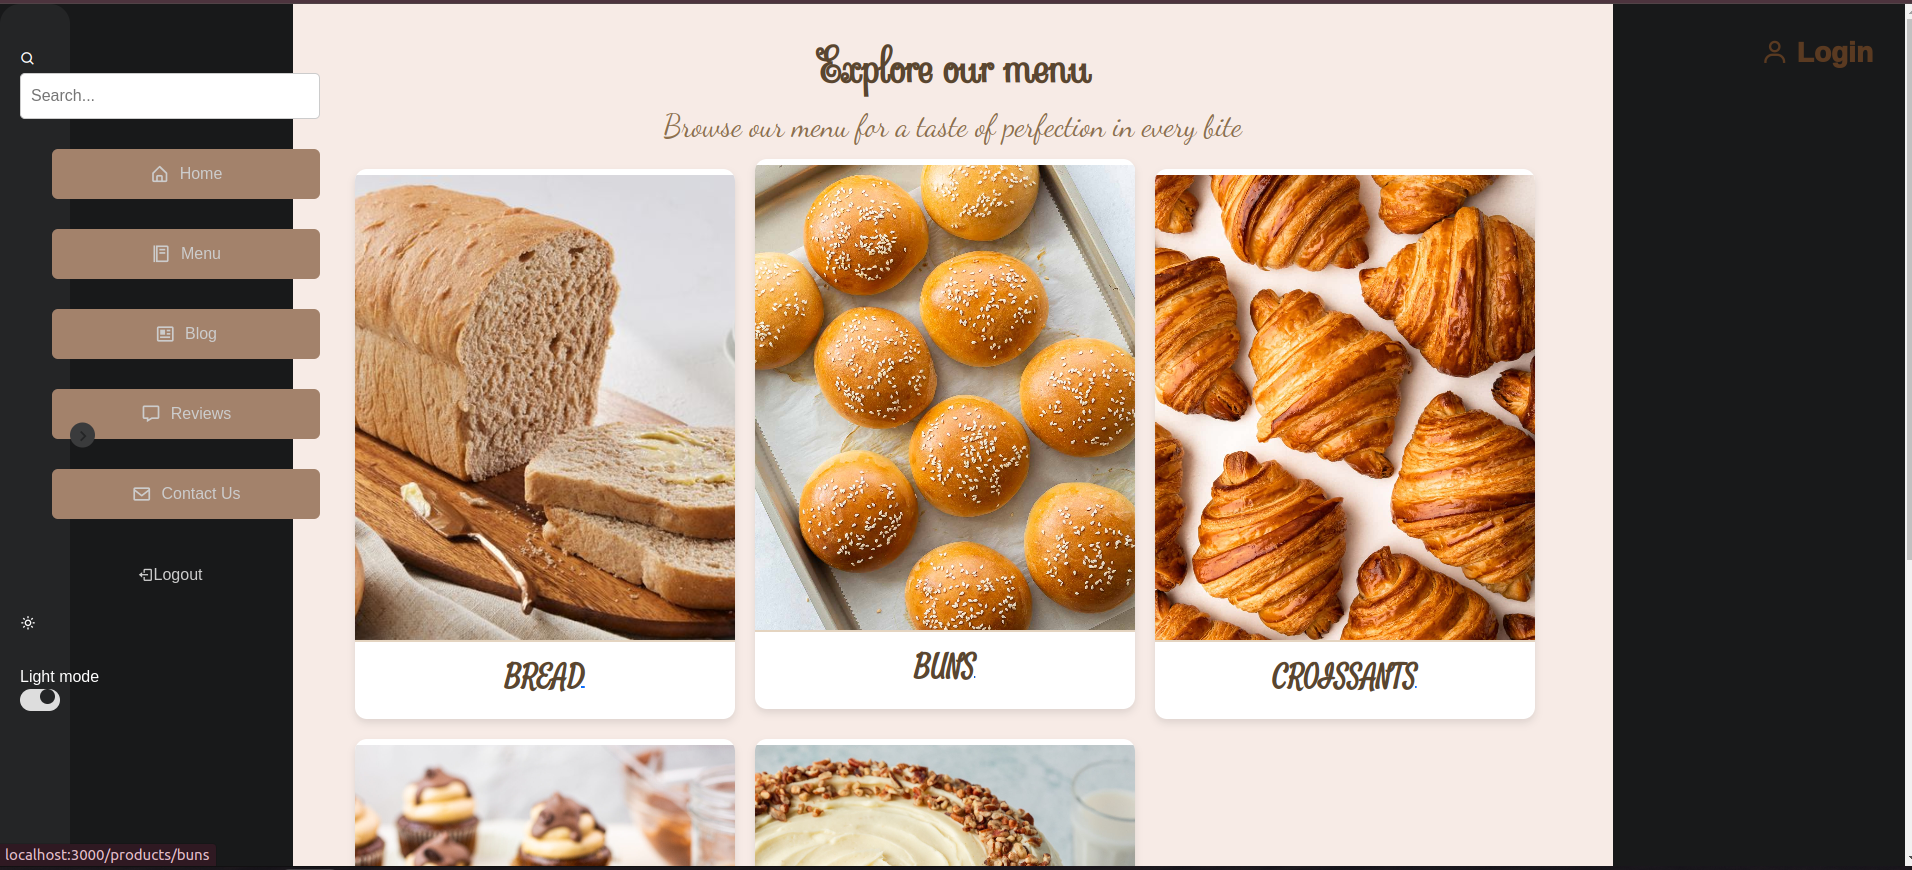 Search...
Home
Menu
Blog
Reviews
Contact Us
Logout
Light mode
Explore our menu
Browse our menu for a taste of perfection in every bite
BREAD
BUNS
CROISSANTS
Login
localhost:3000/products/buns